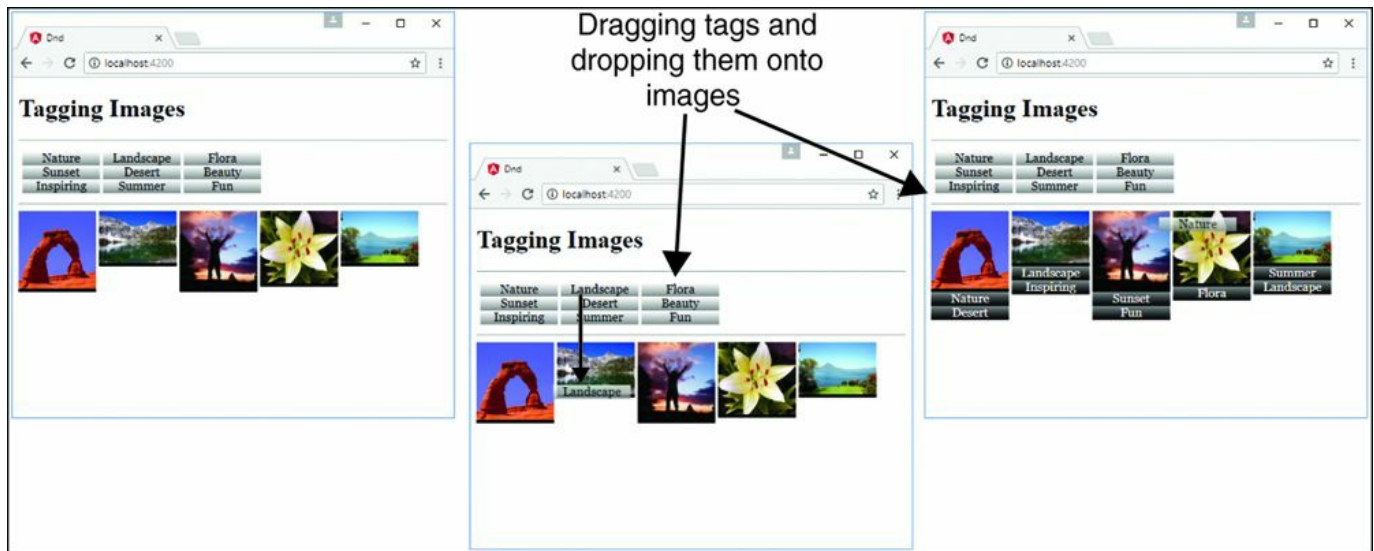 Dnd
localhost:4200
Tagging Images
Nature Landscape Flora
Sunset Desert Beauty
Inspiring Summer Fun
Dragging tags and
dropping them onto
images
Dnd
localhost:4200
Tagging Images
Nature Landscape Flora
Sunset Desert Beauty
Inspiring Summer Fun
Landscape
Dnd
localhost:4200
Tagging Images
Nature Landscape Flora
Sunset Desert Beauty
Inspiring Summer Fun
Nature
Nature
Desert
Landscape
Inspiring
Sunset
Fun
Flora
Summer
Landscape